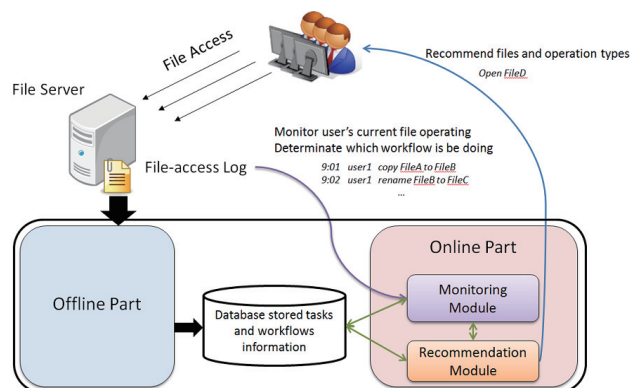 File Access
Recommend files and operation types
Open FileD
File Server
Monitor user's current file operating
Determinate which workflow is be doing
9:01 user1 copy FileA to FileB
9:02 user1 rename FileB to FileC
...
File-access Log
Online Part
Offline Part
Monitoring
Module
Database stored tasks
and workflows
information
Recommendation
Module